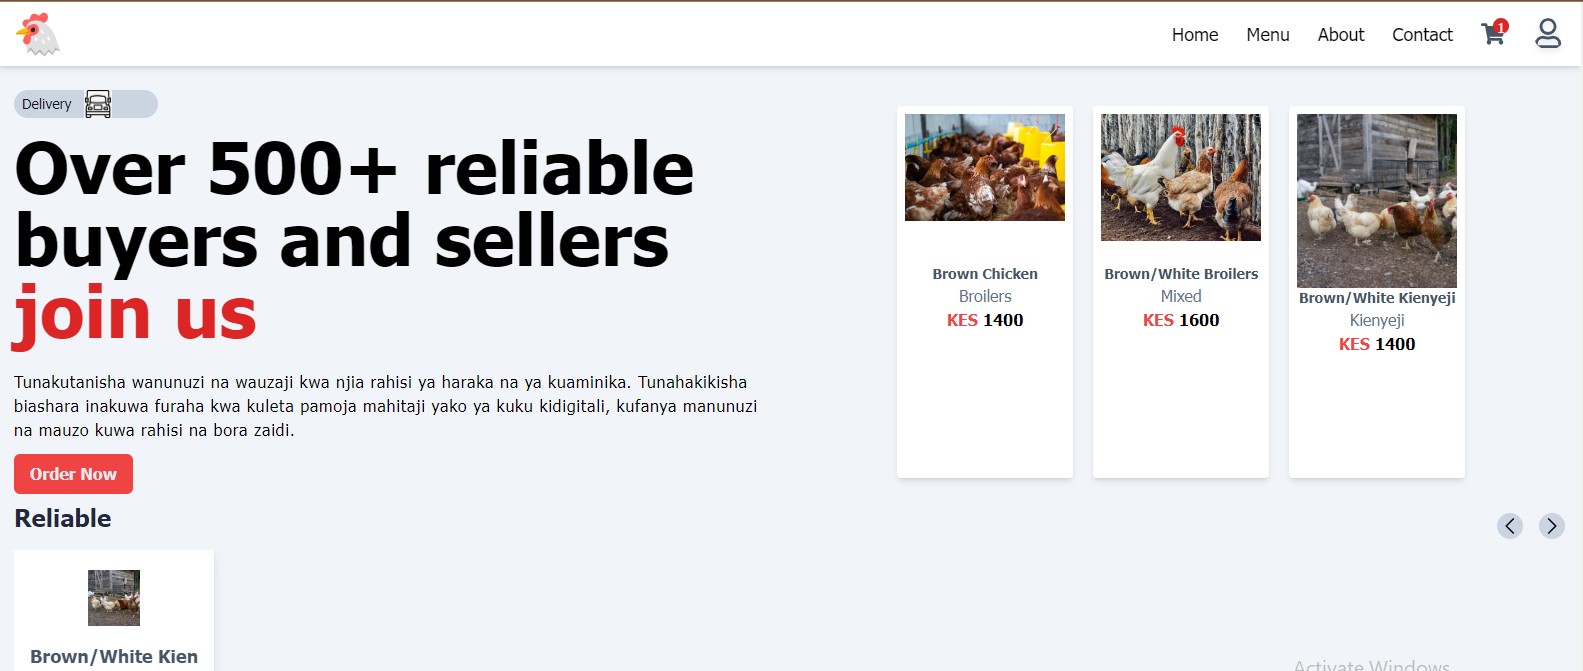 Home Menu About Contact 1
Delivery
Over 500+ reliable
buyers and sellers
join us
Tunakutanisha wanunuzi na wauzaji kwa njia rahisi ya haraka na ya kuaminika. Tunahakikisha
biashara inakuwa furaha kwa kuleta pamoja mahitaji yako ya kuku kidigitali, kufanya manunuzi
na mauzo kuwa rahisi na bora zaidi.
Order Now
Brown Chicken
Broilers
KES 1400
Brown/White Broilers
Mixed
KES 1600
Brown/White Kienyeji
Kienyeji
KES 1400
Reliable
Brown/White Kien
Activate Windows